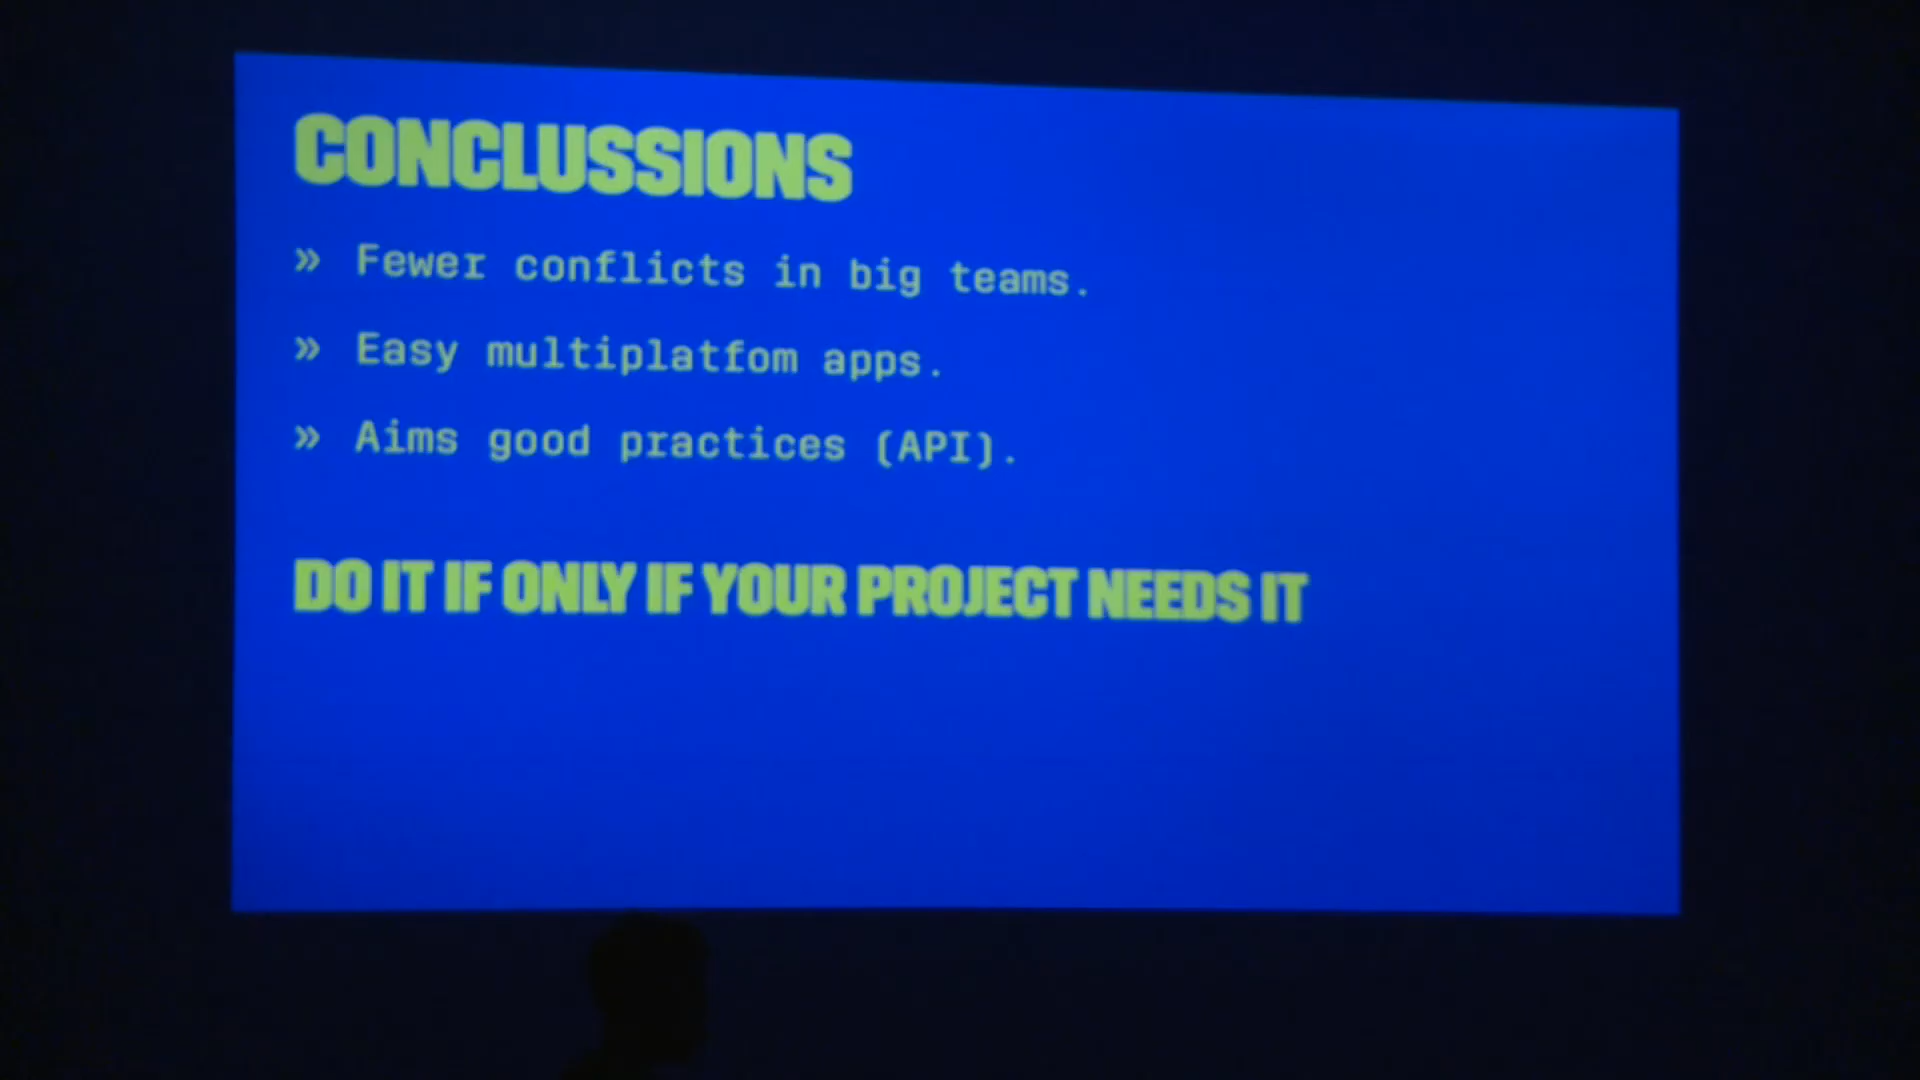 CONCLUSSIONS
» Fewer conflicts in big teams.
» Easy multiplatfom apps.
» Aims good practices (API).
DO IT IF ONLY IF YOUR PROJECT NEEDS IT